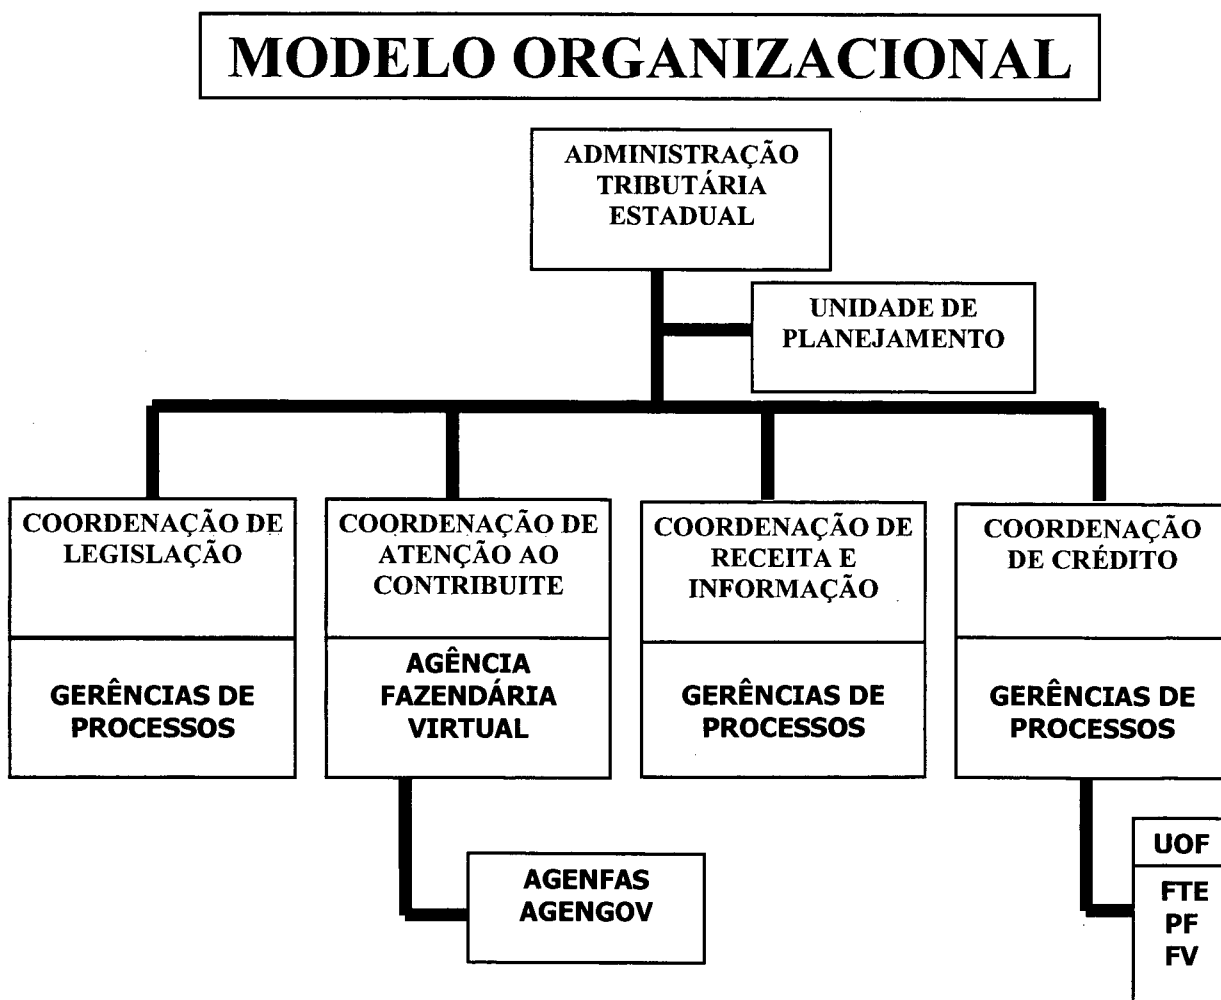 MODELO ORGANIZACIONAL
ADMINISTRAÇÃO
TRIBUTÁRIA
ESTADUAL
UNIDADE DE
PLANEJAMENTO
COORDENAÇÃO DE
LEGISLAÇÃO
GERÊNCIAS DE
PROCESSOS
COORDENAÇÃO DE
ATENÇÃO AO
CONTRIBUITE
AGÊNCIA
FAZENDÁRIA
VIRTUAL
COORDENAÇÃO DE
RECEITA E
INFORMAÇÃO
GERÊNCIAS DE
PROCESSOS
COORDENAÇÃO
DE CRÉDITO
GERÊNCIAS DE
PROCESSOS
AGENFAS
AGENGOV
UOF
FTE
PF
FV